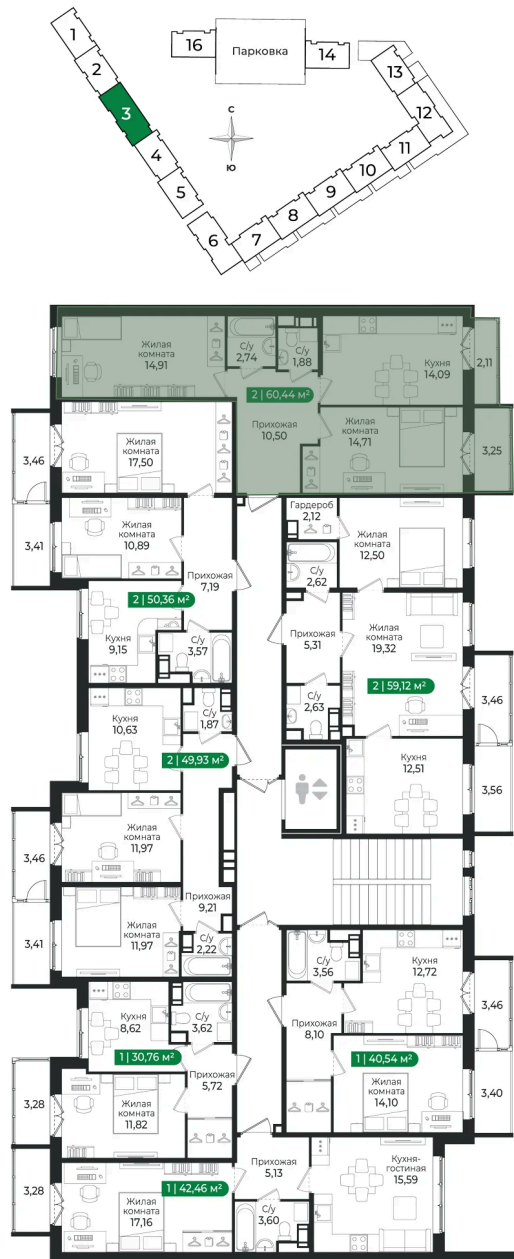 1
2
3
4
5
6
7
8
9
10
11
12
13
14
16
Парковка
С
Ю
Жилая
комната
14,91
С/у
2,74
С/у
1,88
Кухня
14,09
2,11
2 | 60,44 м²
Прихожая
10,50
Жилая
комната
14,71
3,25
3,46
Жилая
комната
17,50
3,41
Жилая
комната
10,89
Прихожая
7,19
2 | 50,36 м²
Кухня
9,15
С/у
3,57
Гардероб
2,12
Жилая
комната
12,50
С/у
2,62
Прихожая
5,31
Жилая
комната
19,32
2 | 59,12 м²
С/у
2,63
3,46
Кухня
10,63
С/у
1,87
2 | 49,93 м²
Кухня
12,51
3,56
Жилая
комната
11,97
3,46
Прихожая
9,21
Жилая
комната
11,97
3,41
С/у
2,22
С/у
3,56
Кухня
12,72
3,46
Кухня
8,62
С/у
3,62
Прихожая
8,10
1 | 30,76 м²
1 | 40,54 м²
Прихожая
5,72
Жилая
комната
14,10
3,40
3,28
Жилая
комната
11,82
Прихожая
5,13
Кухня-
гостиная
15,59
3,28
1 | 42,46 м²
Жилая
комната
17,16
С/у
3,60